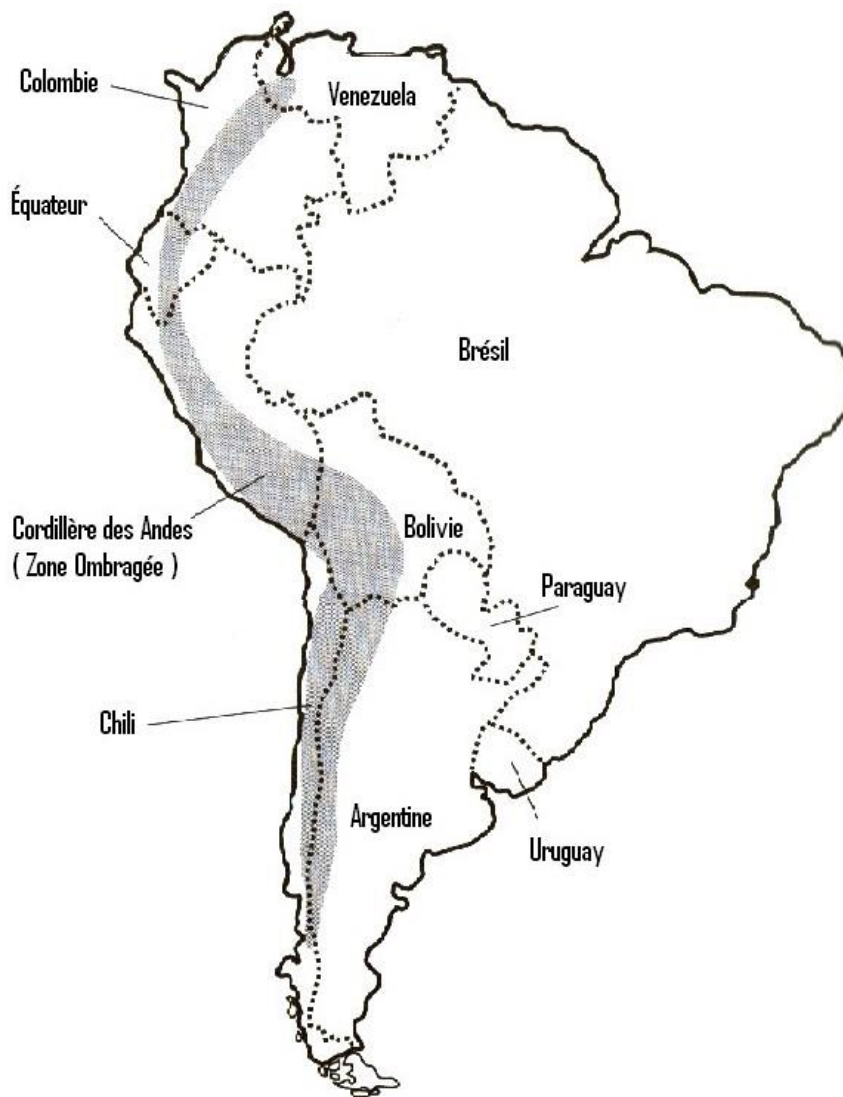 Colombie
Venezuela
Équateur
Brésil
Cordillère des Andes
( Zone Ombragée )
Bolivie
Paraguay
Chili
Argentine
Uruguay